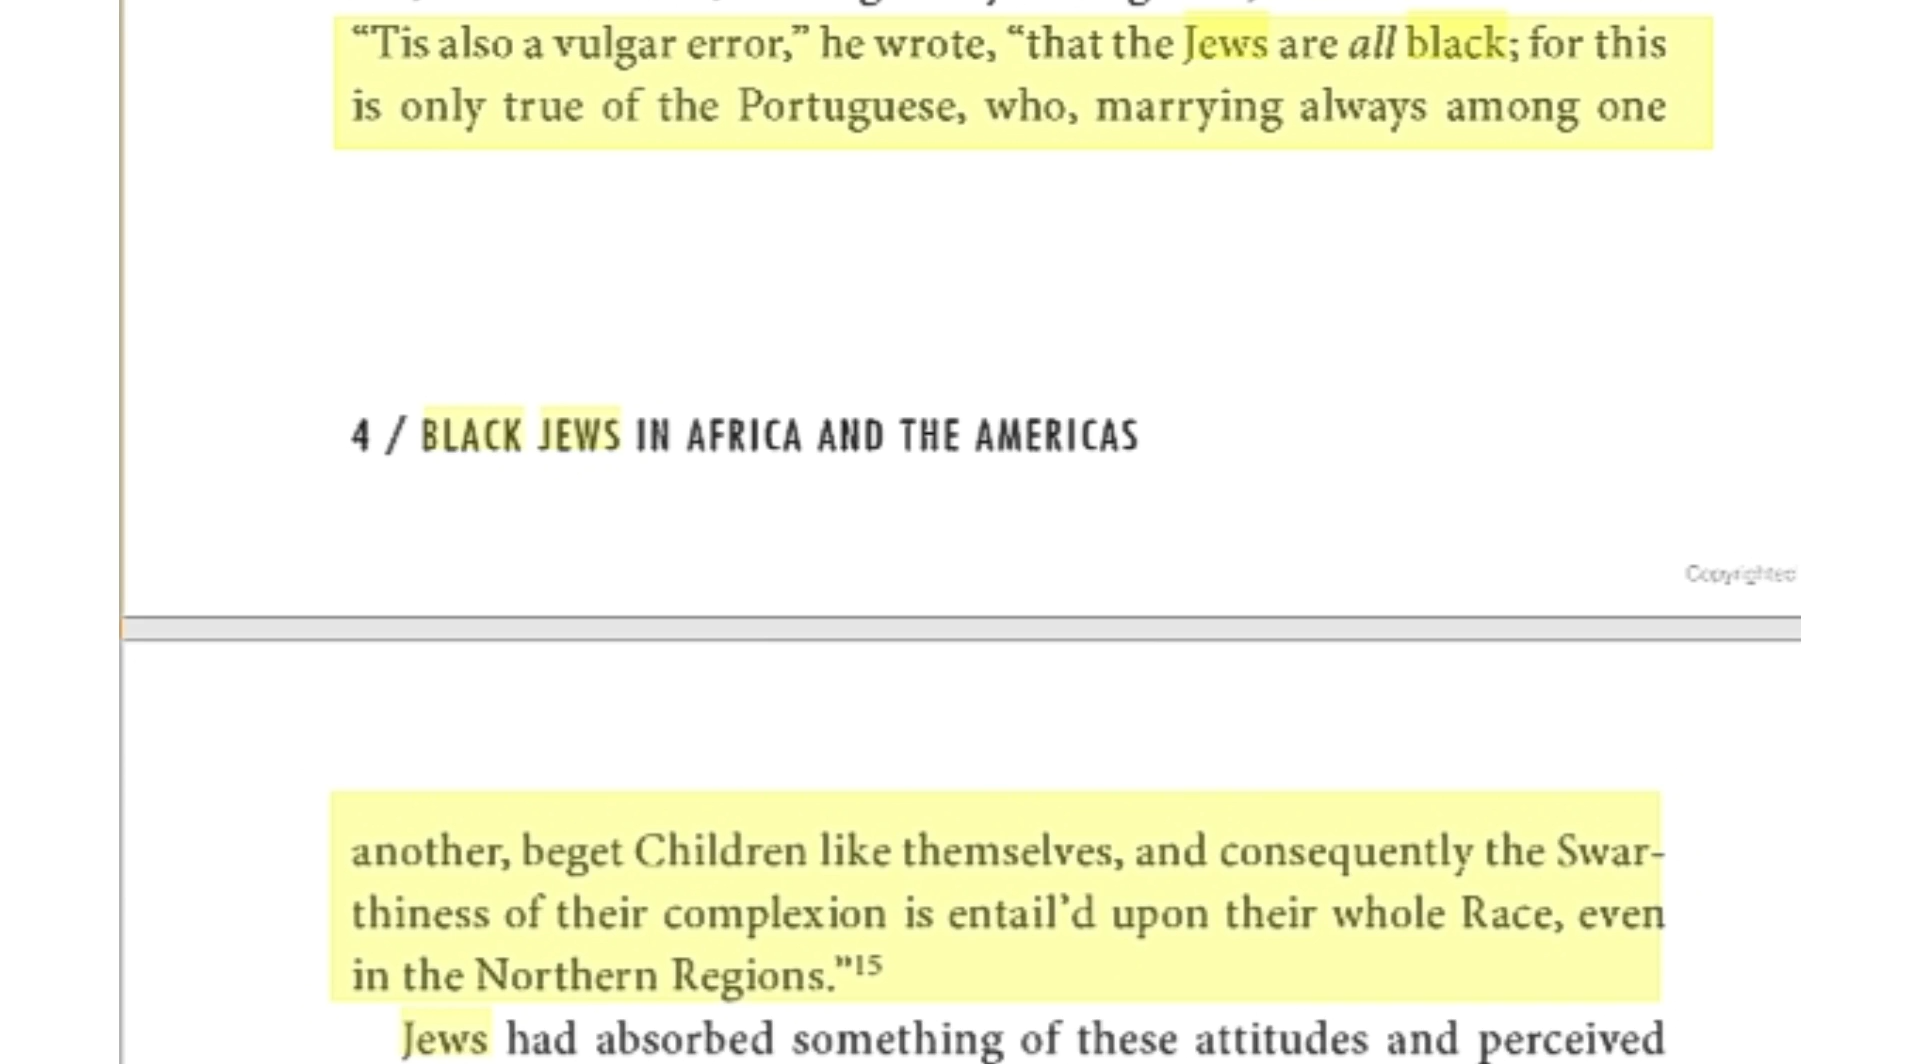 “Tis also a vulgar error,” he wrote, “that the Jews are all black; for this
is only true of the Portuguese, who, marrying always among one
4 / BLACK JEWS IN AFRICA AND THE AMERICAS
Copyrighted
another, beget Children like themselves, and consequently the Swar-
thiness of their complexion is entail’d upon their whole Race, even
in the Northern Regions.”15
Jews had absorbed something of these attitudes and perceived